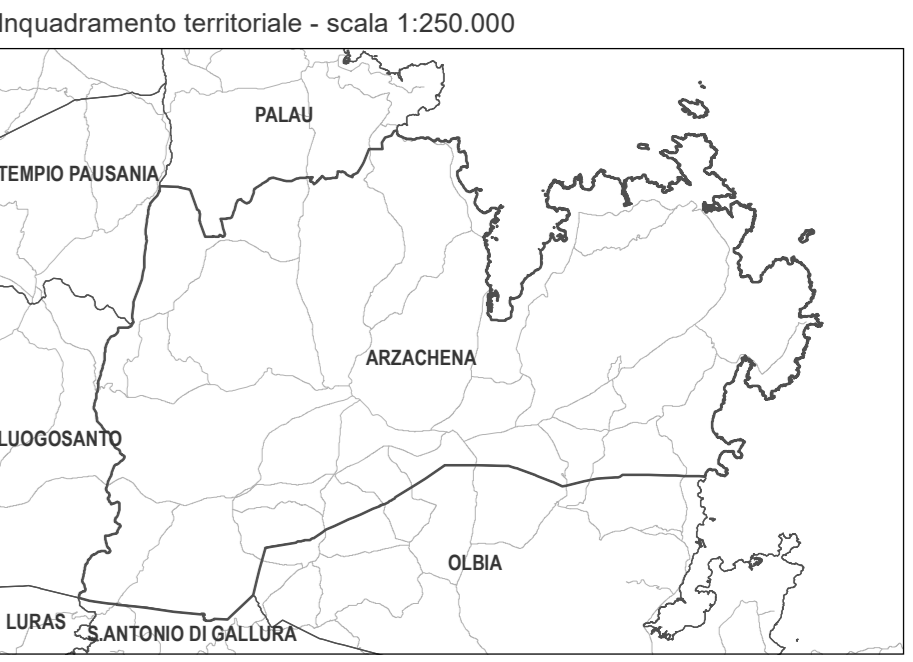 Inquadramento territoriale - scala 1:250.000
PALAU
TEMPIO PAUSANIA
ARZACHENA
LUOGOSANTO
OLBIA
LURAS
S.ANTONIO DI GALLURA